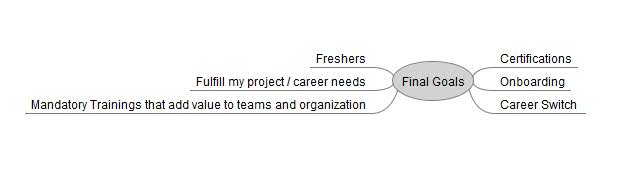 Freshers
Fulfill my project / career needs
Mandatory Trainings that add value to teams and organization
Final Goals
Certifications
Onboarding
Career Switch